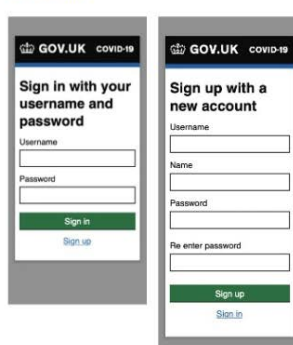 GOV.UK COVID-19
Sign in with your
username and
password
Username
Password
Sign in
Sign up
GOV.UK COVID-19
Sign up with a
new account
Username
Name
Password
Re enter password
Sign up
Sign in